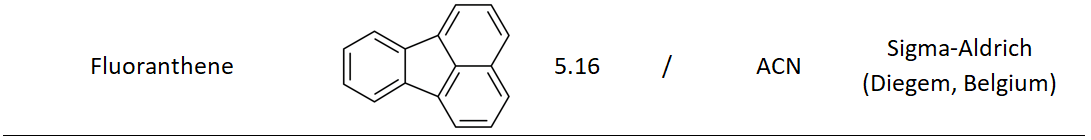 Fluoranthene 5.16 / ACN Sigma-Aldrich
(Diegem, Belgium)